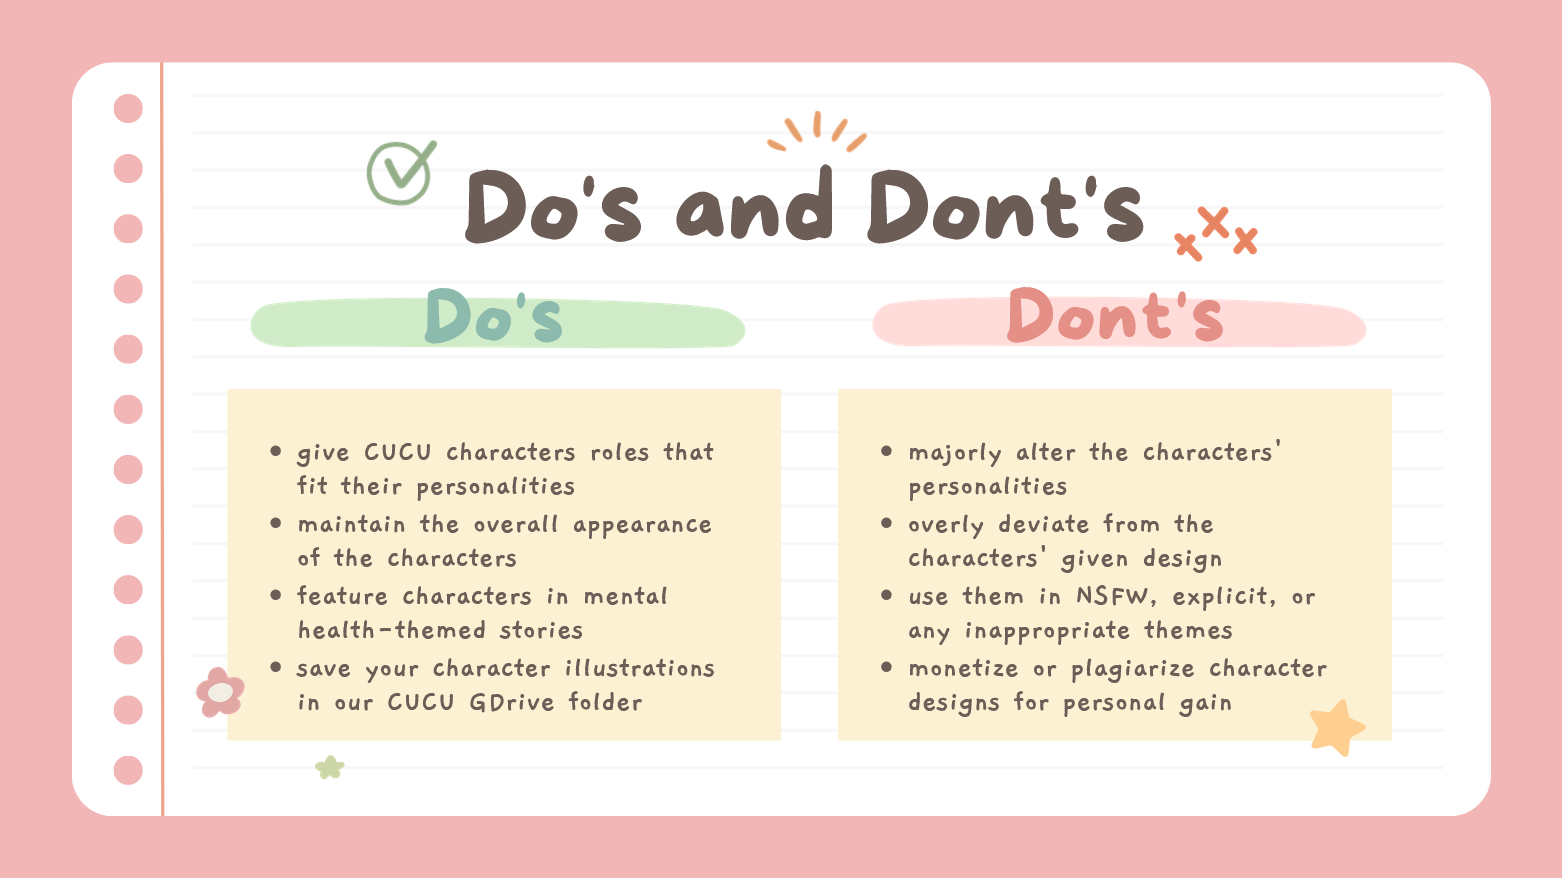 Do's and Dont's
Do's
• give CUCU characters roles that
fit their personalities
• maintain the overall appearance
of the characters
• feature characters in mental
health-themed stories
• save your character illustrations
in our CUCU GDrive folder
Dont's
• majorly alter the characters'
personalities
• overly deviate from the
characters' given design
• use them in NSFW, explicit, or
any inappropriate themes
• monetize or plagiarize character
designs for personal gain